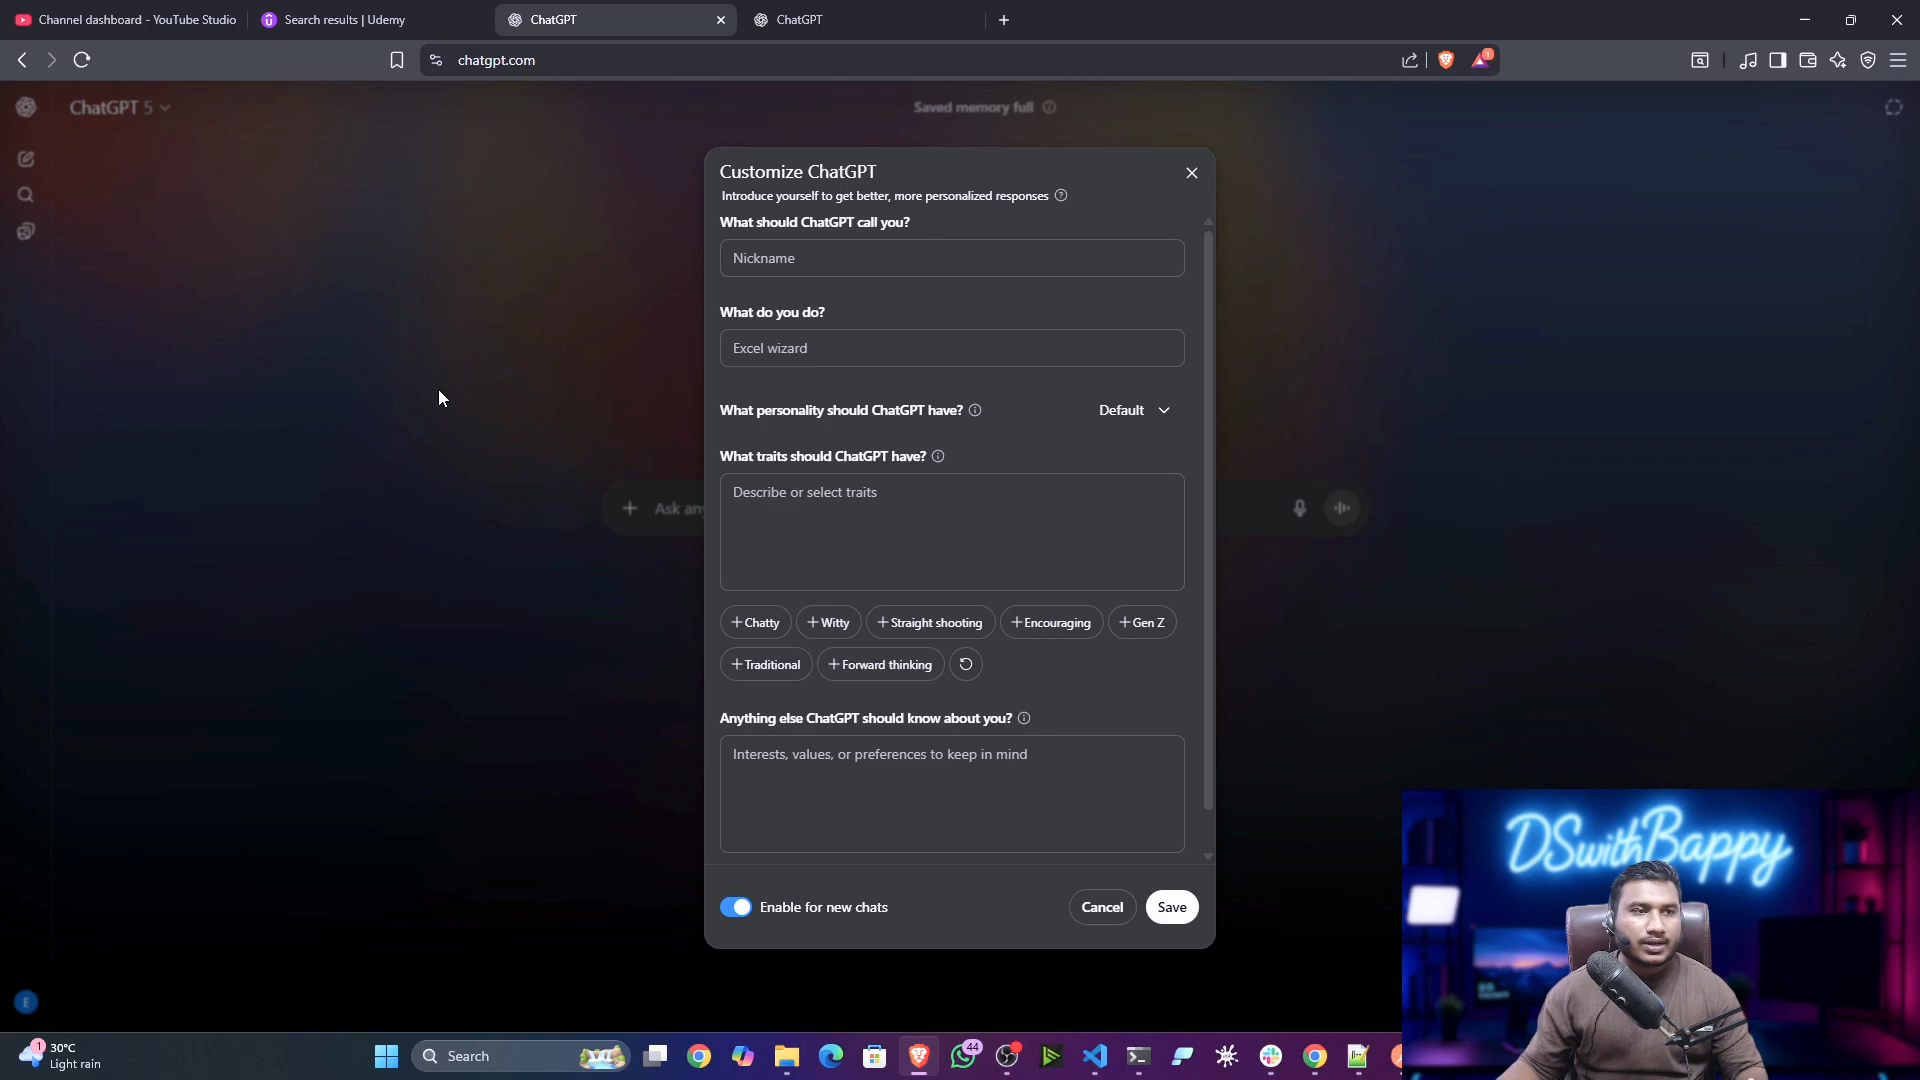 Channel dashboard - YouTube Studio
Search results | Udemy
ChatGPT
ChatGPT
chatgpt.com
1
ChatGPT 5
Saved memory full
Customize ChatGPT
Introduce yourself to get better, more personalized responses
What should ChatGPT call you?
Nickname
What do you do?
Excel wizard
What personality should ChatGPT have?
Default
What traits should ChatGPT have?
Describe or select traits
Ask any
Chatty
Witty
Straight shooting
Encouraging
Gen Z
Traditional
Forward thinking
Anything else ChatGPT should know about you?
Interests, values, or preferences to keep in mind
Enable for new chats
Cancel
Save
DSwithBappy
E
1
30°C
Light rain
Search
44